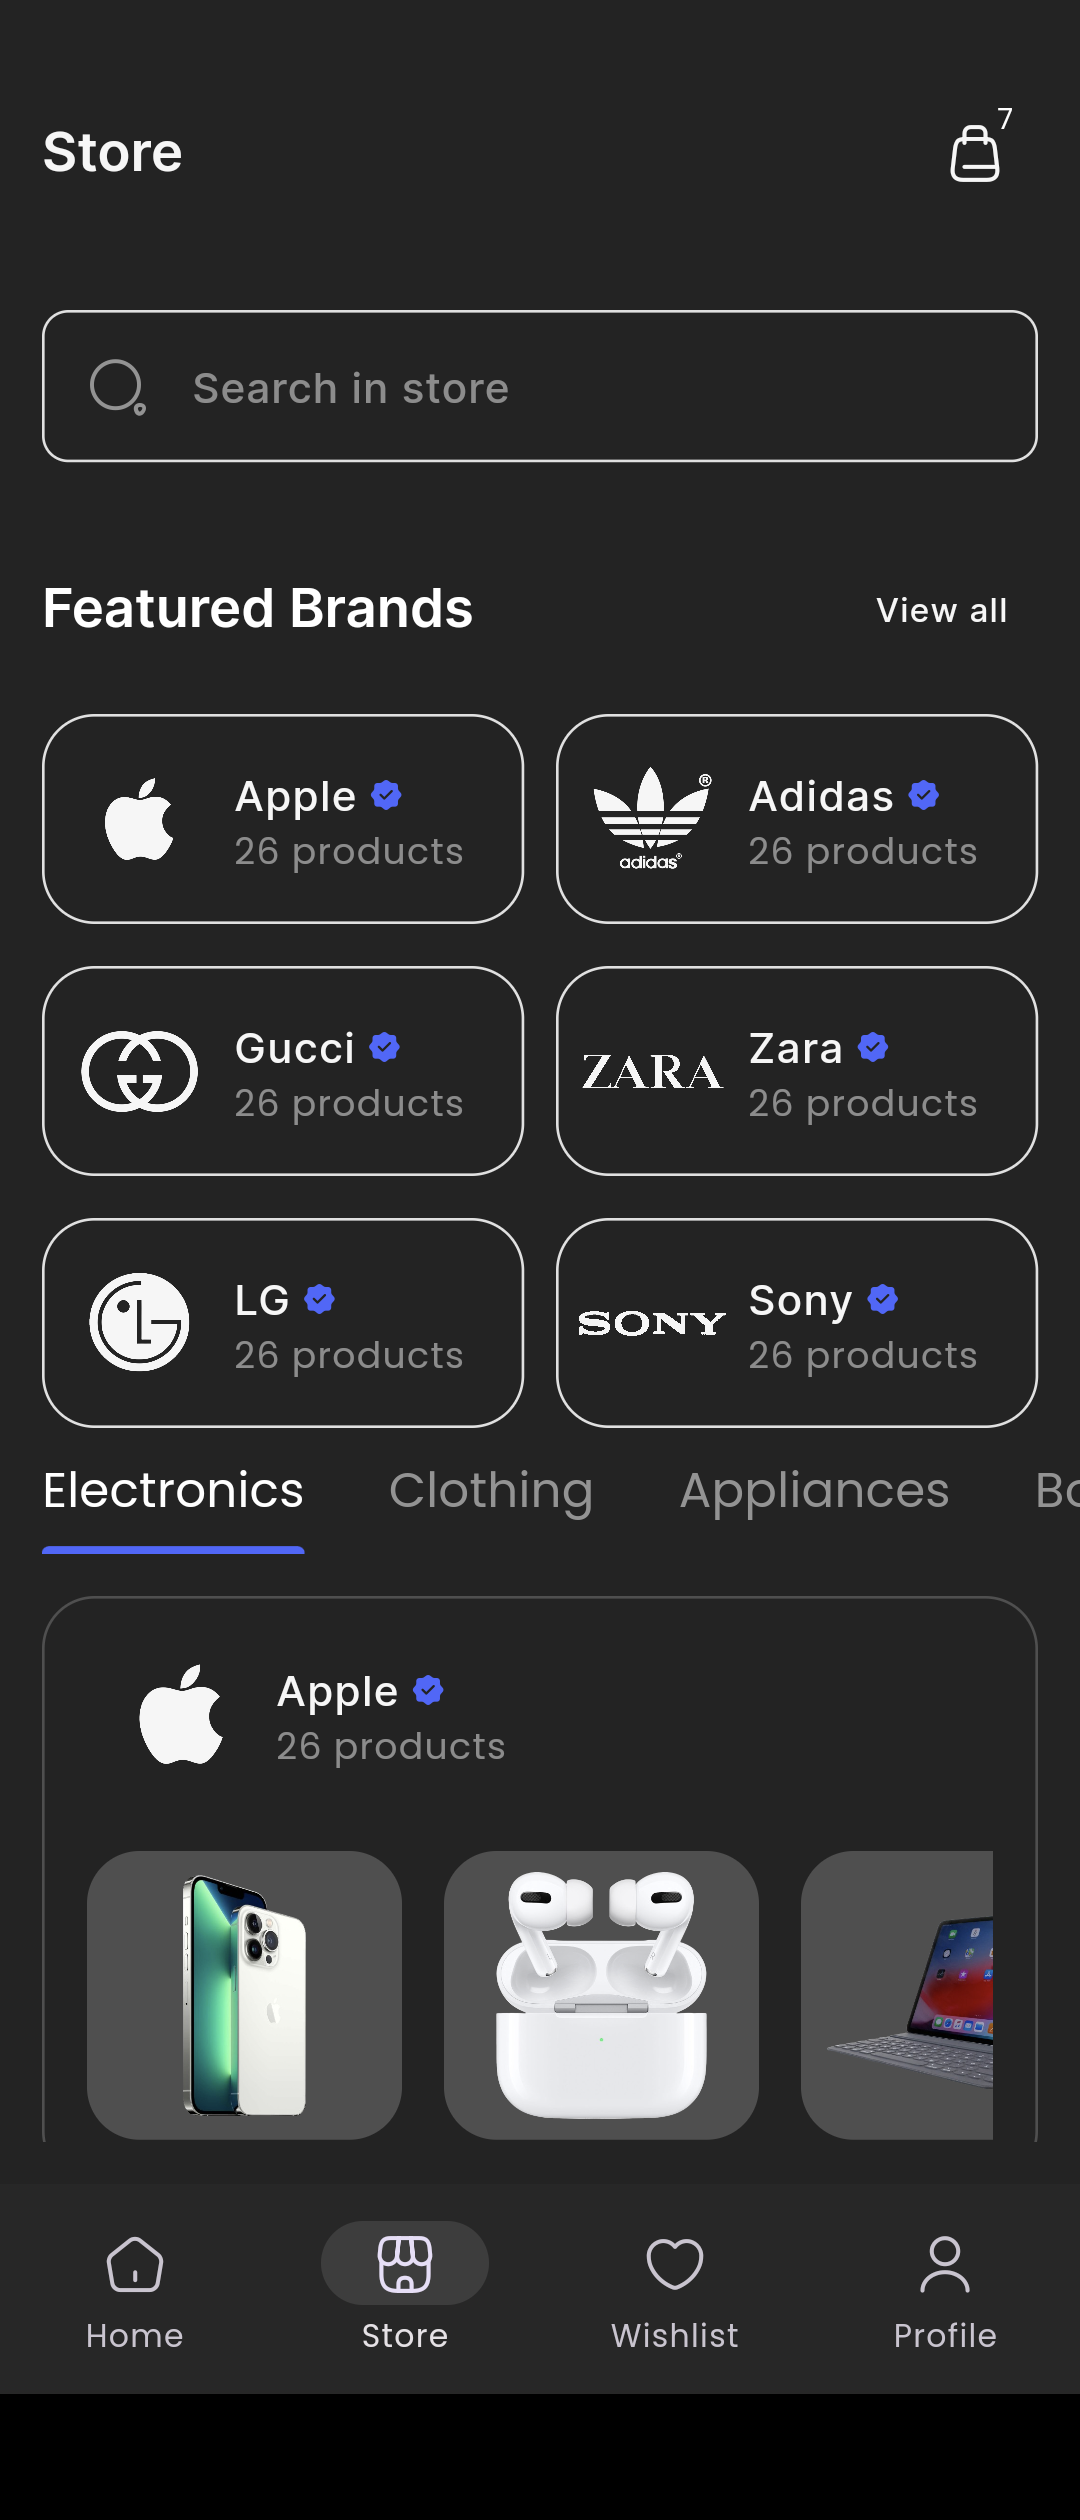 Store
7
Search in store
Featured Brands
View all
Apple
26 products
adidas®
®
Adidas
26 products
Gucci
26 products
ZARA
Zara
26 products
LG
26 products
SONY
Sony
26 products
Electronics
Clothing
Appliances
Apple
26 products
Home
Store
Wishlist
Profile